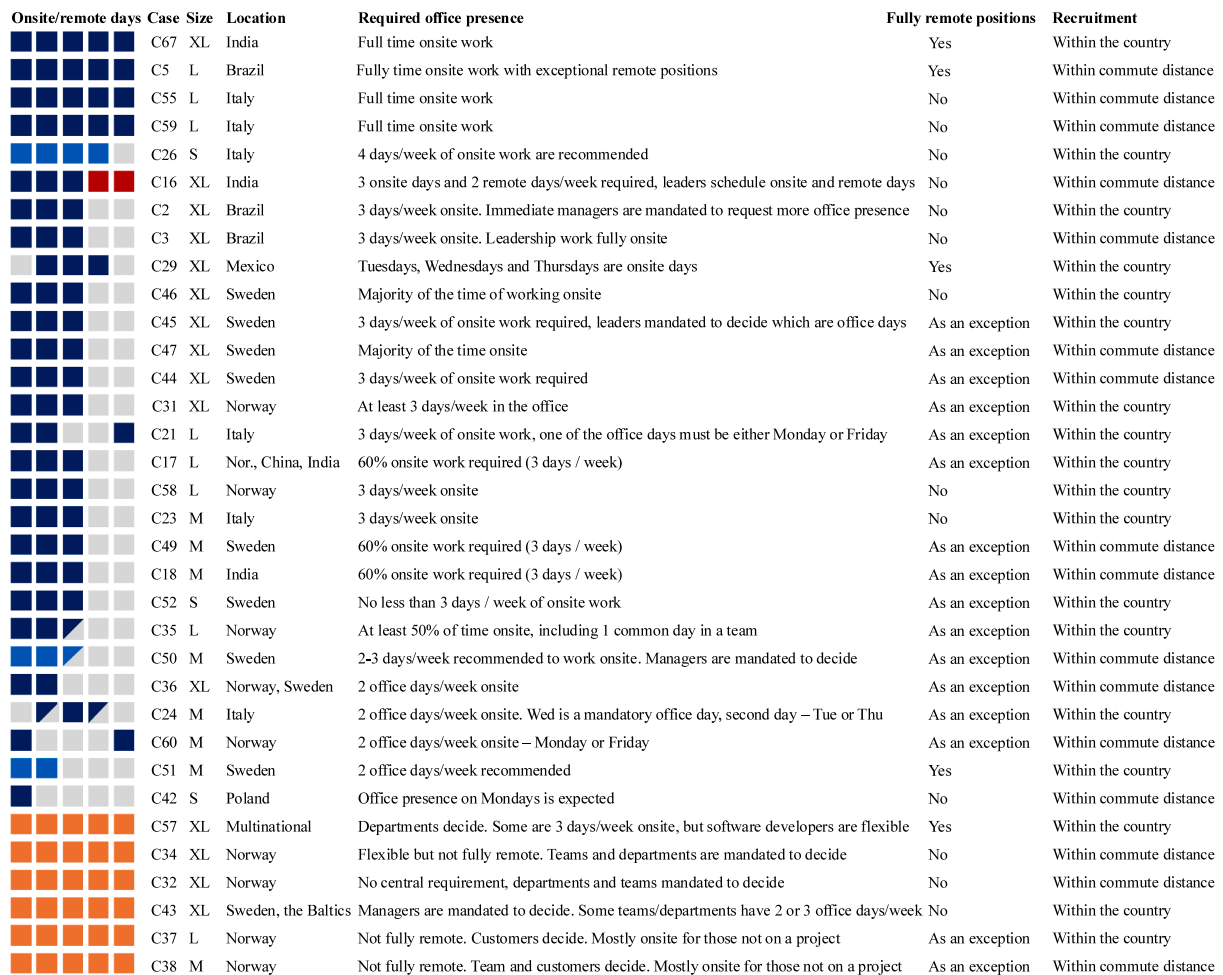 Onsite/remote days Case Size Location Required office presence Fully remote positions Recruitment
C67 XL India Full time onsite work Yes Within the country
C5 L Brazil Fully time onsite work with exceptional remote positions Yes Within commute distance
C55 L Italy Full time onsite work No Within commute distance
C59 L Italy Full time onsite work No Within commute distance
C26 S Italy 4 days/week of onsite work are recommended No Within commute distance
C16 XL India 3 onsite days and 2 remote days/week required, leaders schedule onsite and remote days No Within commute distance
C2 XL Brazil 3 days/week onsite. Immediate managers are mandated to request more office presence No Within commute distance
C3 XL Brazil 3 days/week onsite. Leadership work fully onsite No Within commute distance
C29 XL Mexico Tuesdays, Wednesdays and Thursdays are onsite days Yes Within the country
C46 XL Sweden Majority of the time of working onsite No Within the country
C45 XL Sweden 3 days/week of onsite work required, leaders mandated to decide which are office days As an exception Within the country
C47 XL Sweden Majority of the time onsite As an exception Within commute distance
C44 XL Sweden 3 days/week of onsite work required As an exception Within commute distance
C31 XL Norway At least 3 days/week in the office As an exception Within the country
C21 L Italy 3 days/week of onsite work, one of the office days must be either Monday or Friday As an exception Within commute distance
C17 L Nor., China, India 60% onsite work required (3 days / week) As an exception Within the country
C58 L Norway 3 days/week onsite No Within the country
C23 M Italy 3 days/week onsite No Within the country
C49 M Sweden 60% onsite work required (3 days / week) As an exception Within commute distance
C18 M India 60% onsite work required (3 days / week) As an exception Within the country
C52 S Sweden No less than 3 days / week of onsite work As an exception Within the country
C35 L Norway At least 50% of time onsite, including 1 common day in a team As an exception Within the country
C50 M Sweden 2-3 days/week recommended to work onsite. Managers are mandated to decide As an exception Within commute distance
C36 XL Norway, Sweden 2 office days/week onsite As an exception Within commute distance
C24 M Italy 2 office days/week onsite. Wed is a mandatory office day, second day – Tue or Thu As an exception Within the country
C60 M Norway 2 office days/week onsite – Monday or Friday As an exception Within commute distance
C51 M Sweden 2 office days/week recommended Yes Within the country
C42 S Poland Office presence on Mondays is expected No Within commute distance
C57 XL Multinational Departments decide. Some are 3 days/week onsite, but software developers are flexible Yes Within the country
C34 XL Norway Flexible but not fully remote. Teams and departments are mandated to decide No Within commute distance
C32 XL Norway No central requirement, departments and teams mandated to decide No Within commute distance
C43 XL Sweden, the Baltics Managers are mandated to decide. Some teams/departments have 2 or 3 office days/week No Within the country
C37 L Norway Not fully remote. Customers decide. Mostly onsite for those not on a project As an exception Within the country
C38 M Norway Not fully remote. Team and customers decide. Mostly onsite for those not on a project As an exception Within commute distance